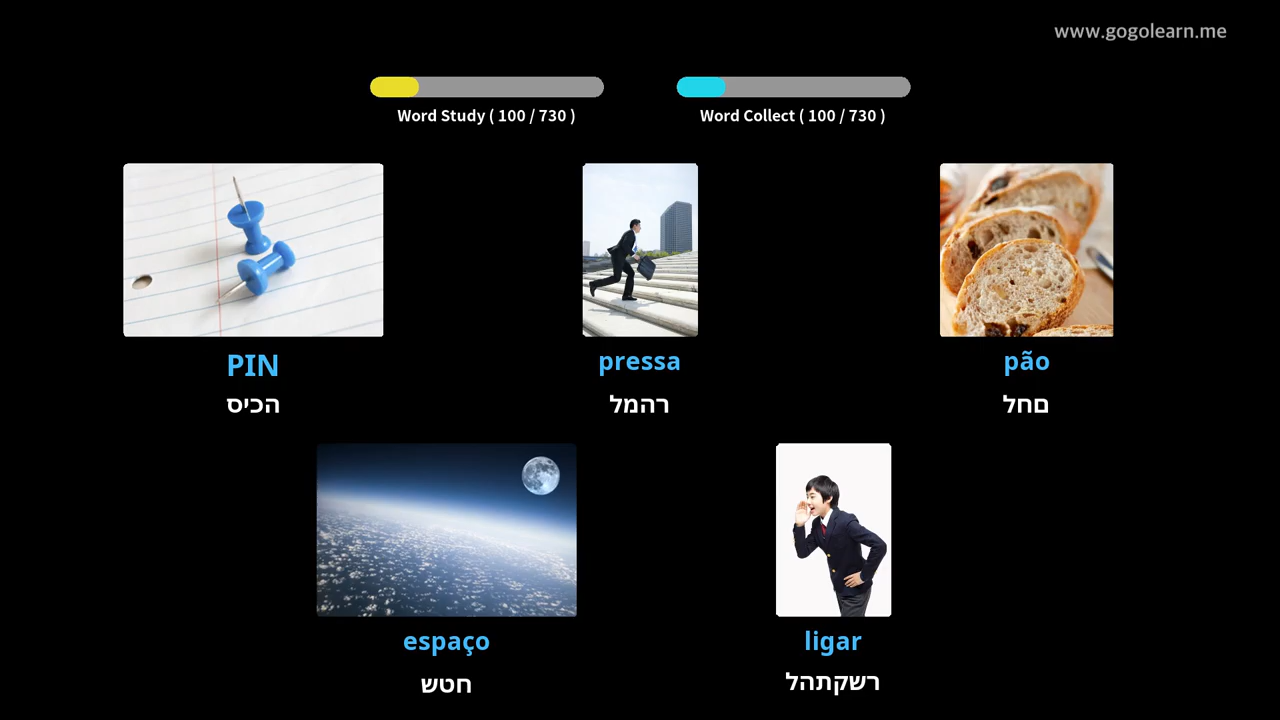 www.gogolearn.me
Word Study ( 100 / 730 )
Word Collect ( 100 / 730 )
PIN
הכיס
pressa
רהמל
pão
םחל
espaço
חטש
ligar
רשקתהל